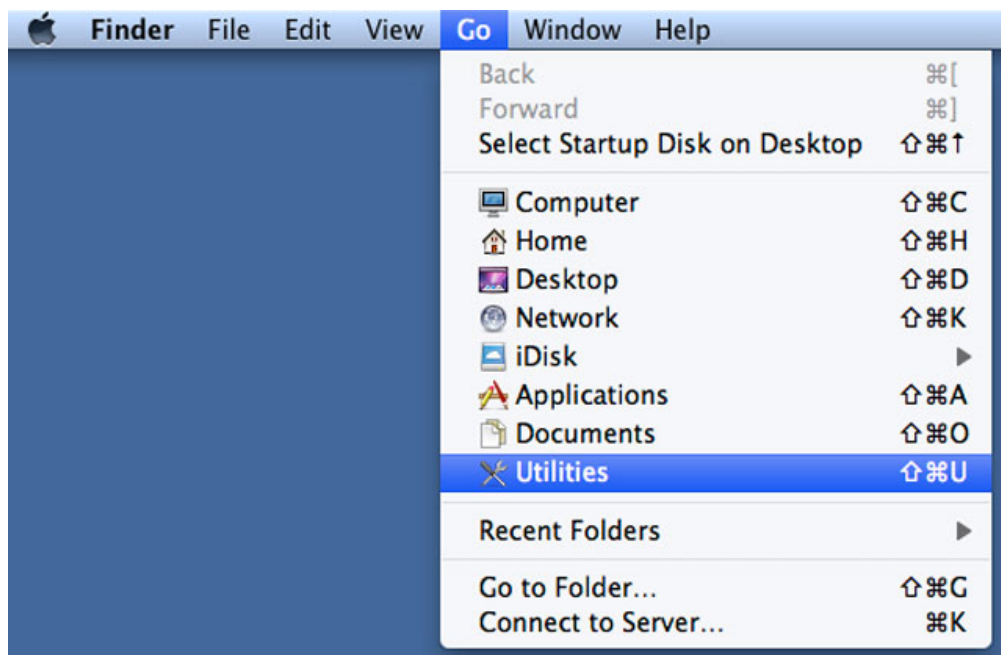 Finder File Edit View Go Window Help
Back ⌘[
Forward ⌘]
Select Startup Disk on Desktop ⇧⌘↑
Computer ⇧⌘C
Home ⇧⌘H
Desktop ⇧⌘D
Network ⇧⌘K
iDisk
Applications ⇧⌘A
Documents ⇧⌘O
Utilities ⇧⌘U
Recent Folders
Go to Folder... ⇧⌘G
Connect to Server... ⌘K